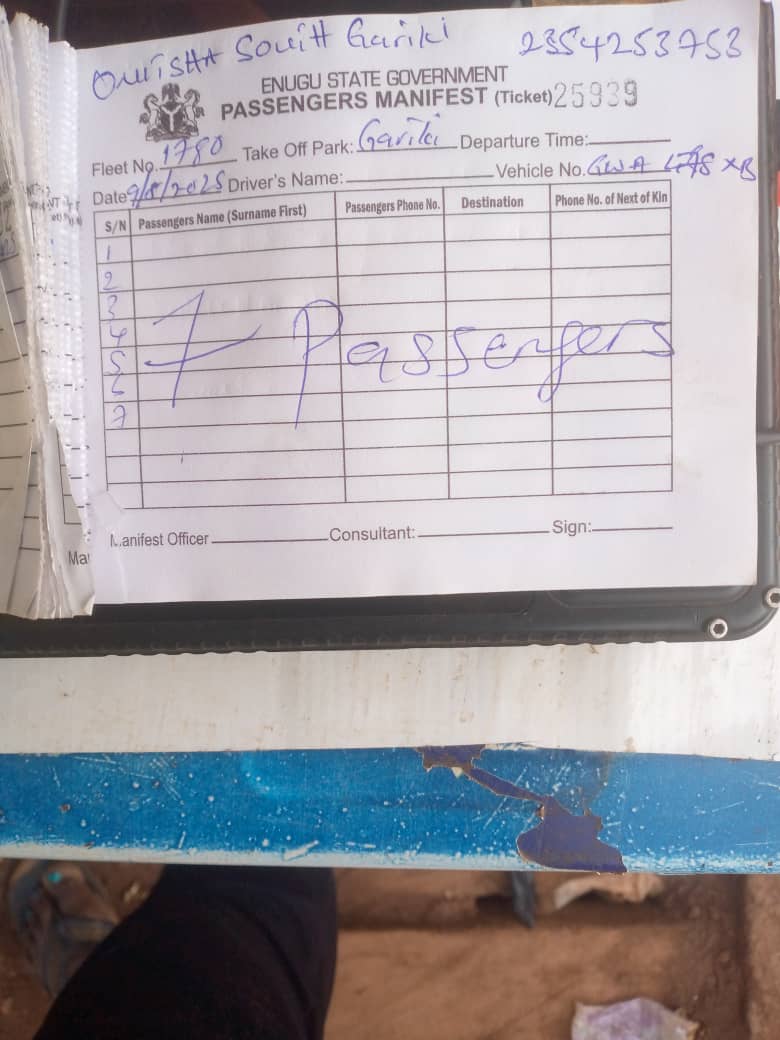 Onitsha South Gariki 2354253753
ENUGU STATE GOVERNMENT
PASSENGERS MANIFEST (Ticket) 25939
Fleet No. 1780 Take Off Park: Gariki Departure Time:
Date 9/8/2025 Driver's Name: Vehicle No. GWA XB
S/N Passengers Name (Surname First) Passengers Phone No. Destination Phone No. of Next of Kin
1
2
3
4
5
6
7
7 Passengers
Manifest Officer Consultant: Sign:
Ma